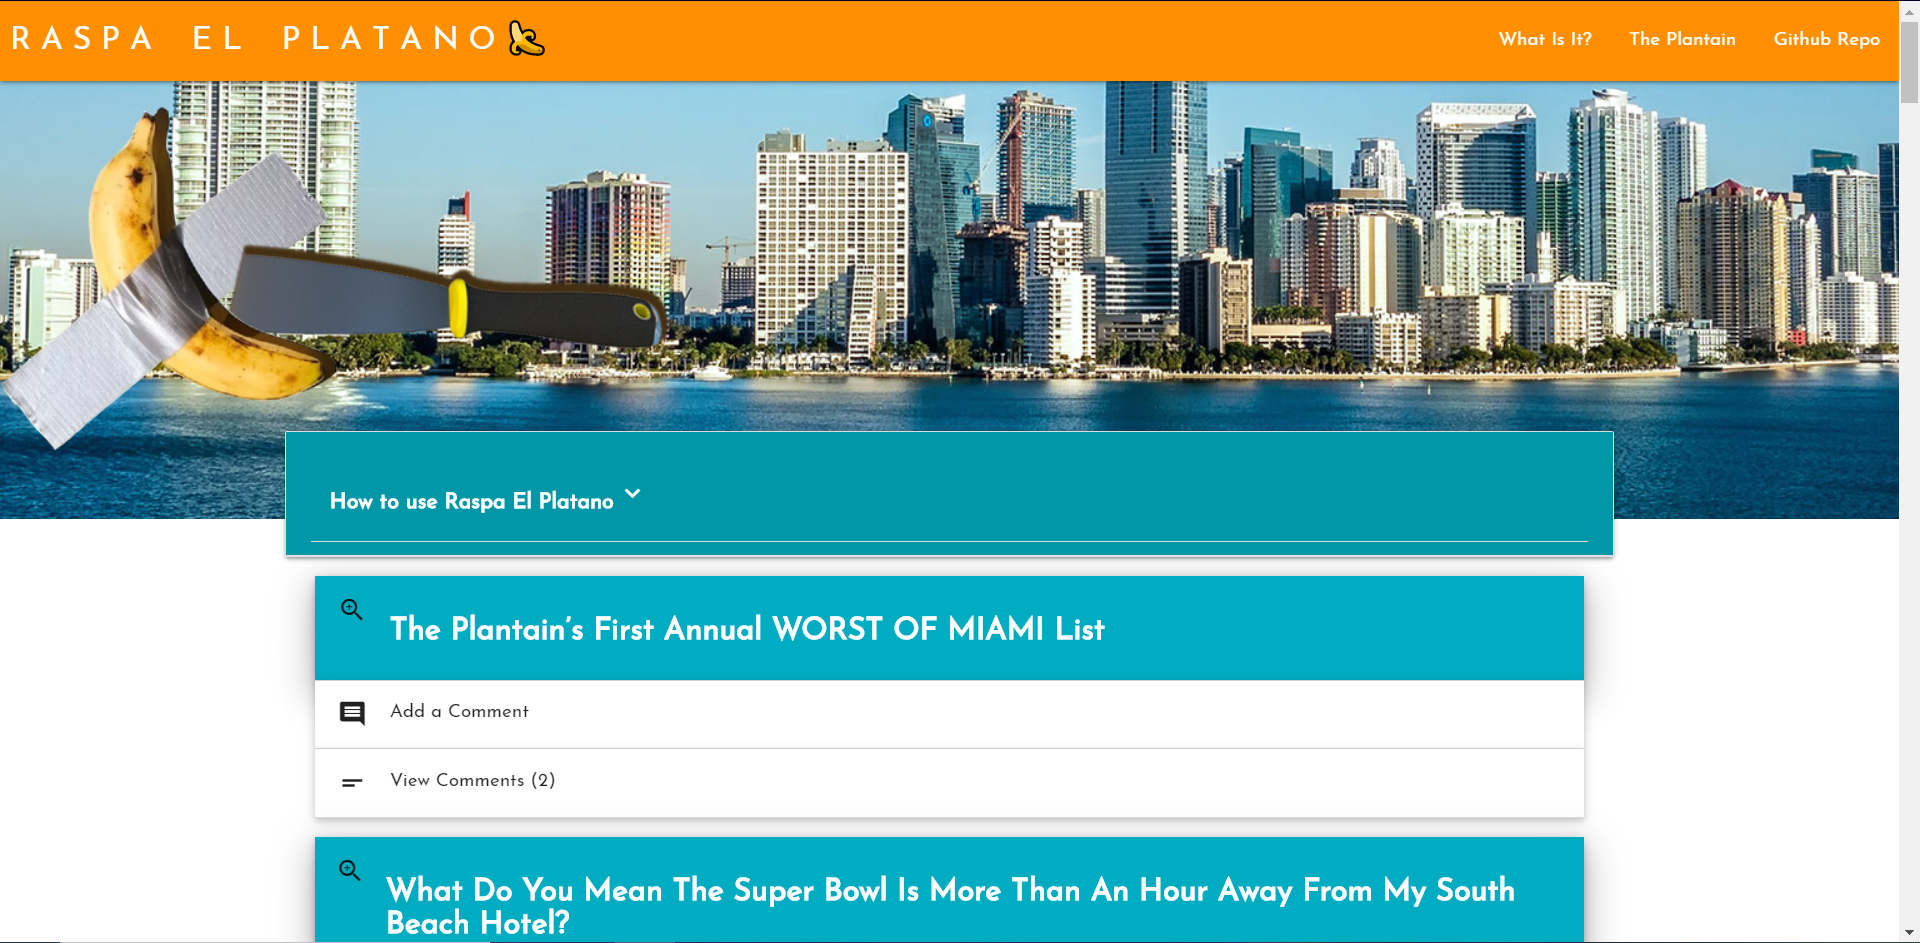 RASPA EL PLATANO
What Is It?
The Plantain
Github Repo
How to use Raspa El Platano
The Plantain’s First Annual WORST OF MIAMI List
Add a Comment
View Comments (2)
What Do You Mean The Super Bowl Is More Than An Hour Away From My South
Beach Hotel?